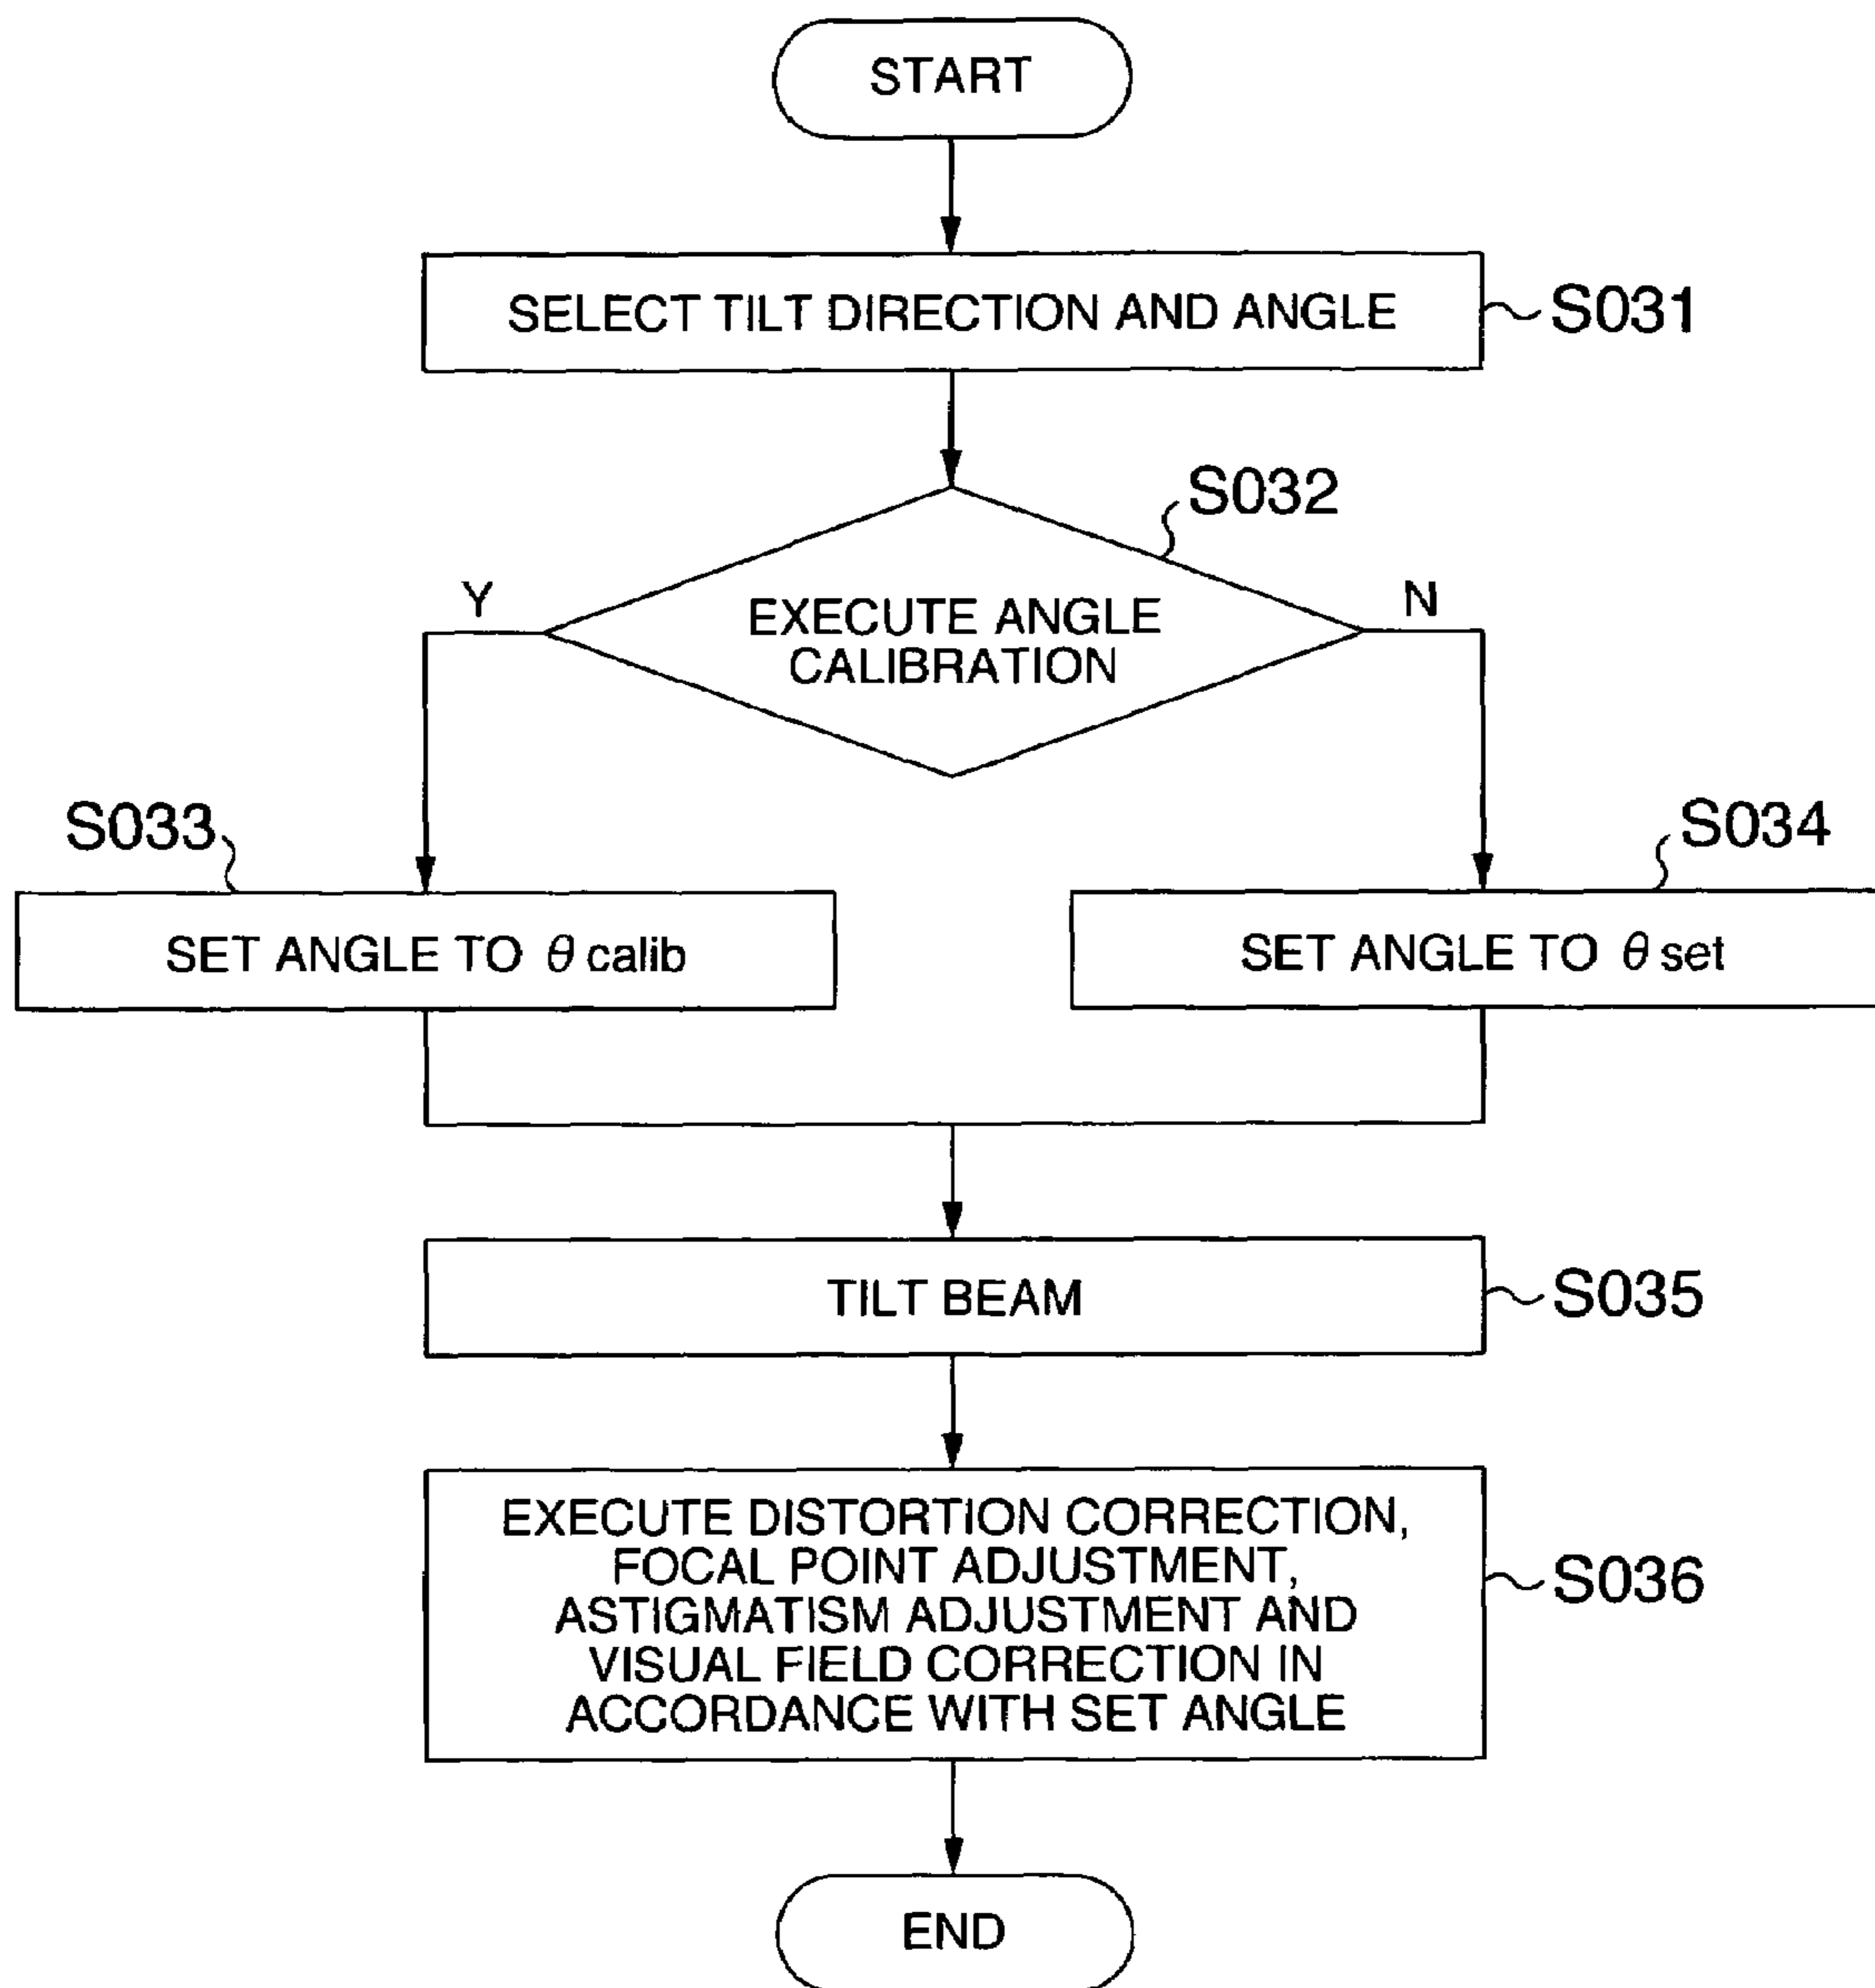 START
SELECT TILT DIRECTION AND ANGLE
S031
S032
Y
EXECUTE ANGLE
CALIBRATION
N
S033
S034
SET ANGLE TO θ calib
SET ANGLE TO θ set
TILT BEAM
S035
EXECUTE DISTORTION CORRECTION,
FOCAL POINT ADJUSTMENT,
ASTIGMATISM ADJUSTMENT AND
VISUAL FIELD CORRECTION IN
ACCORDANCE WITH SET ANGLE
S036
END